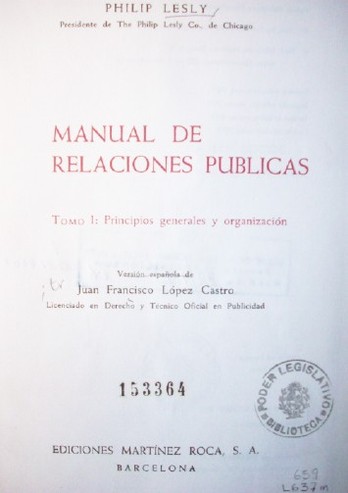 PHILIP LESLY
Presidente de The Philip Lesly Co., de Chicago
MANUAL DE
RELACIONES PUBLICAS
TOMO I: Principios generales y organización
Versión española de
tr Juan Francisco López Castro
Licenciado en Derecho y Técnico Oficial en Publicidad
153364
PODER LEGISLATIVO
BIBLIOTECA
EDICIONES MARTÍNEZ ROCA, S. A.
BARCELONA
659
L637m